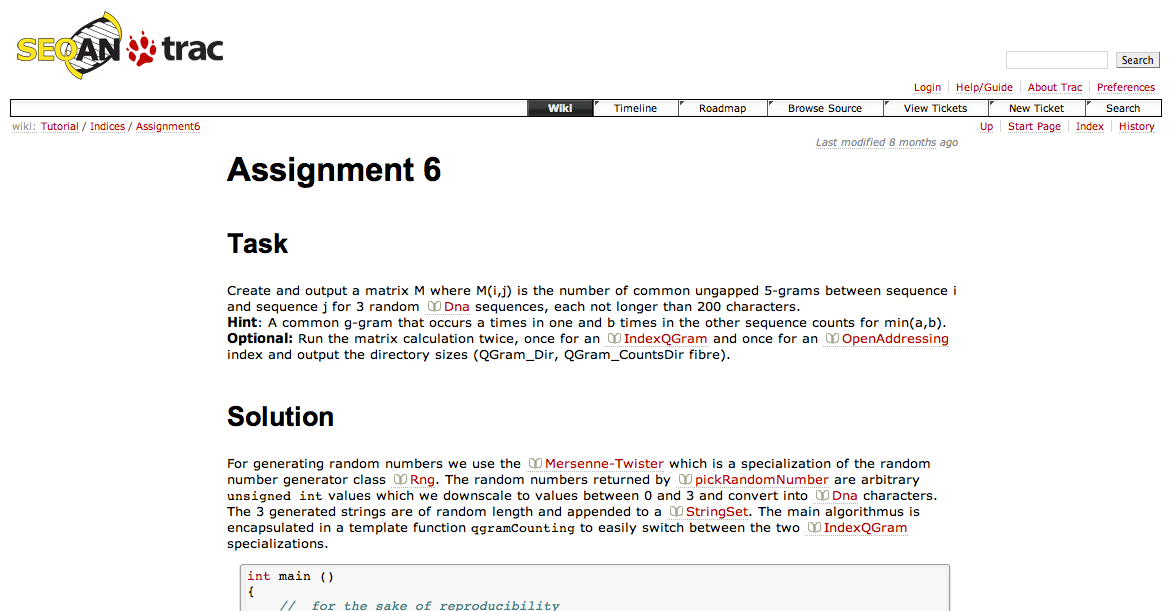 SEQAN trac
Search
Login Help/Guide About Trac Preferences
Wiki Timeline Roadmap Browse Source View Tickets New Ticket Search
wiki: Tutorial / Indices / Assignment6
Up Start Page Index History
Last modified 8 months ago
Assignment 6
Task
Create and output a matrix M where M(i,j) is the number of common ungapped 5-grams between sequence i
and sequence j for 3 random Dna sequences, each not longer than 200 characters.
Hint: A common g-gram that occurs a times in one and b times in the other sequence counts for min(a,b).
Optional: Run the matrix calculation twice, once for an IndexQGram and once for an OpenAddressing
index and output the directory sizes (QGram_Dir, QGram_CountsDir fibre).
Solution
For generating random numbers we use the Mersenne-Twister which is a specialization of the random
number generator class Rng. The random numbers returned by pickRandomNumber are arbitrary
unsigned int values which we downscale to values between 0 and 3 and convert into Dna characters.
The 3 generated strings are of random length and appended to a StringSet. The main algorithmus is
encapsulated in a template function qgramCounting to easily switch between the two IndexQGram
specializations.
int main ()
{
// for the sake of reproducibility